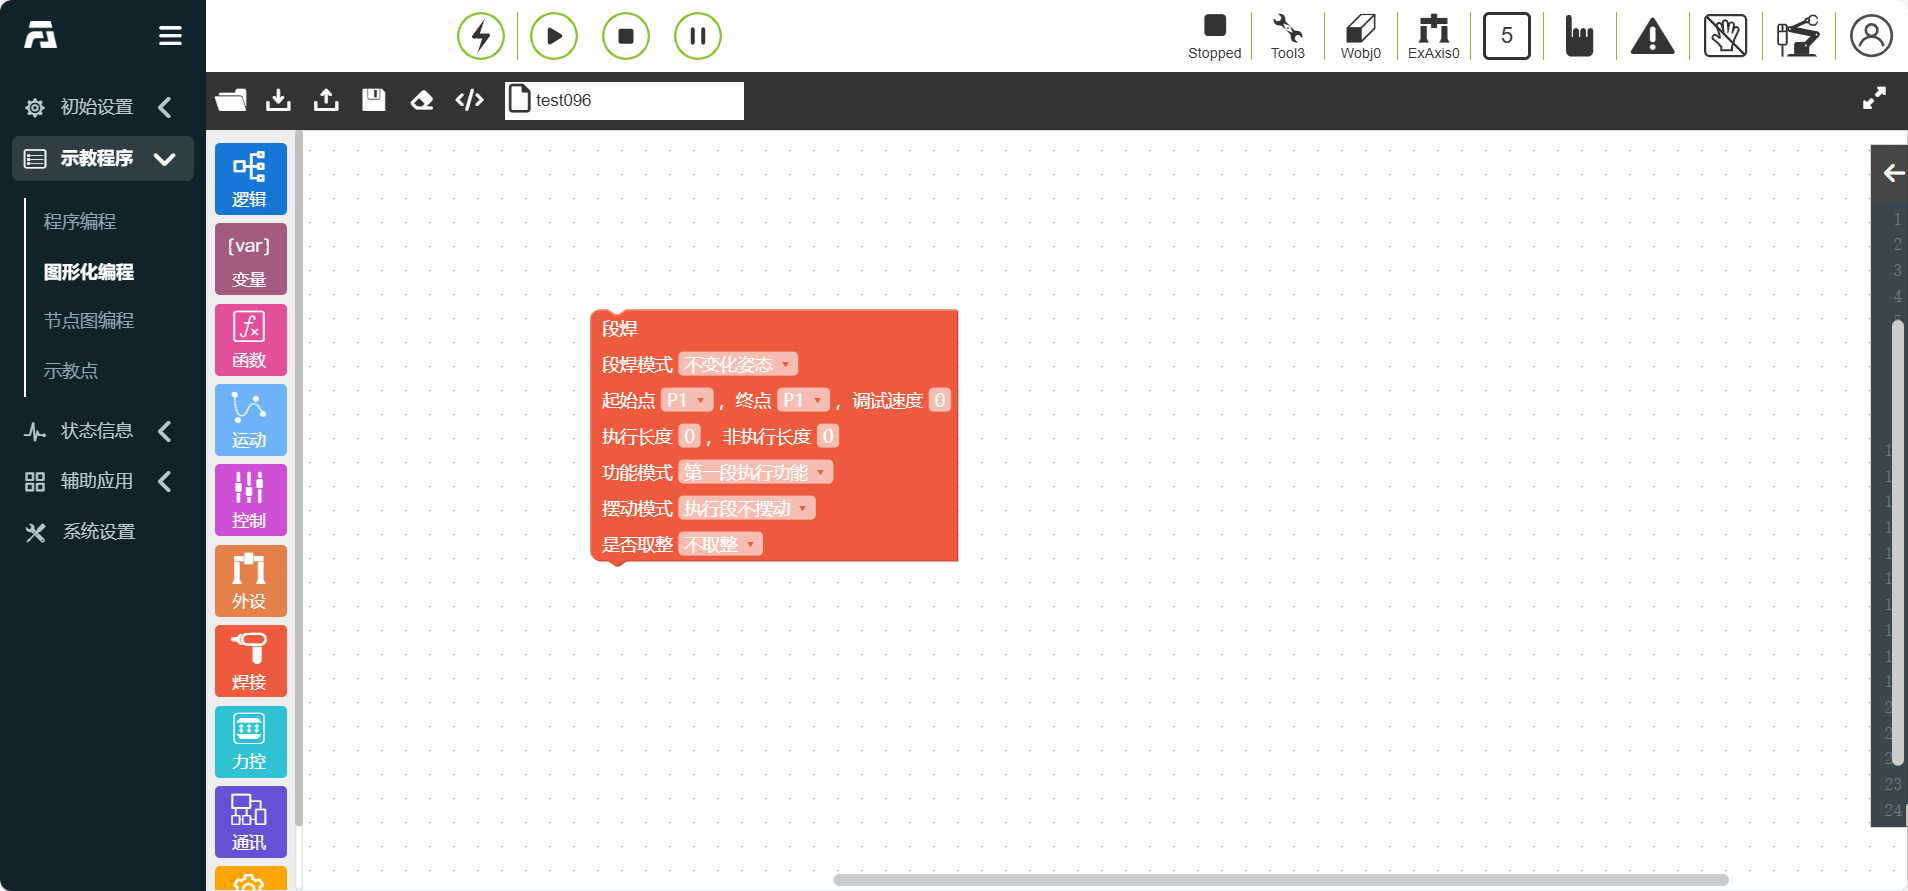 Stopped
Tool3
Wobj0
ExAxis0
5
初始设置
示教程序
程序编程
图形化编程
节点图编程
示教点
状态信息
辅助应用
系统设置
test096
逻辑
{var}
变量
fx
函数
运动
控制
外设
焊接
力控
通讯
段焊
段焊模式 不变化姿态
起始点 P1 ，终点 P1 ，调试速度 0
执行长度 0 ，非执行长度 0
功能模式 第一段执行功能
摆动模式 执行段不摆动
是否取整 不取整
1
2
3
4
23
24